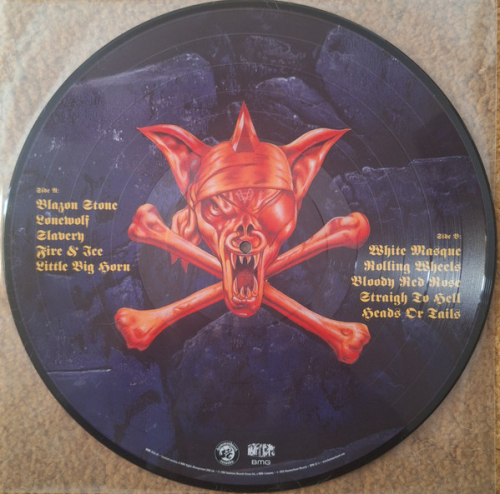 Side A:
Blazon Stone
Lonewolf
Slavery
Fire & Ice
Little Big Horn
Side B:
White Masque
Rolling Wheels
Bloody Red Rose
Straigh To Hell
Heads Or Tails
BMG